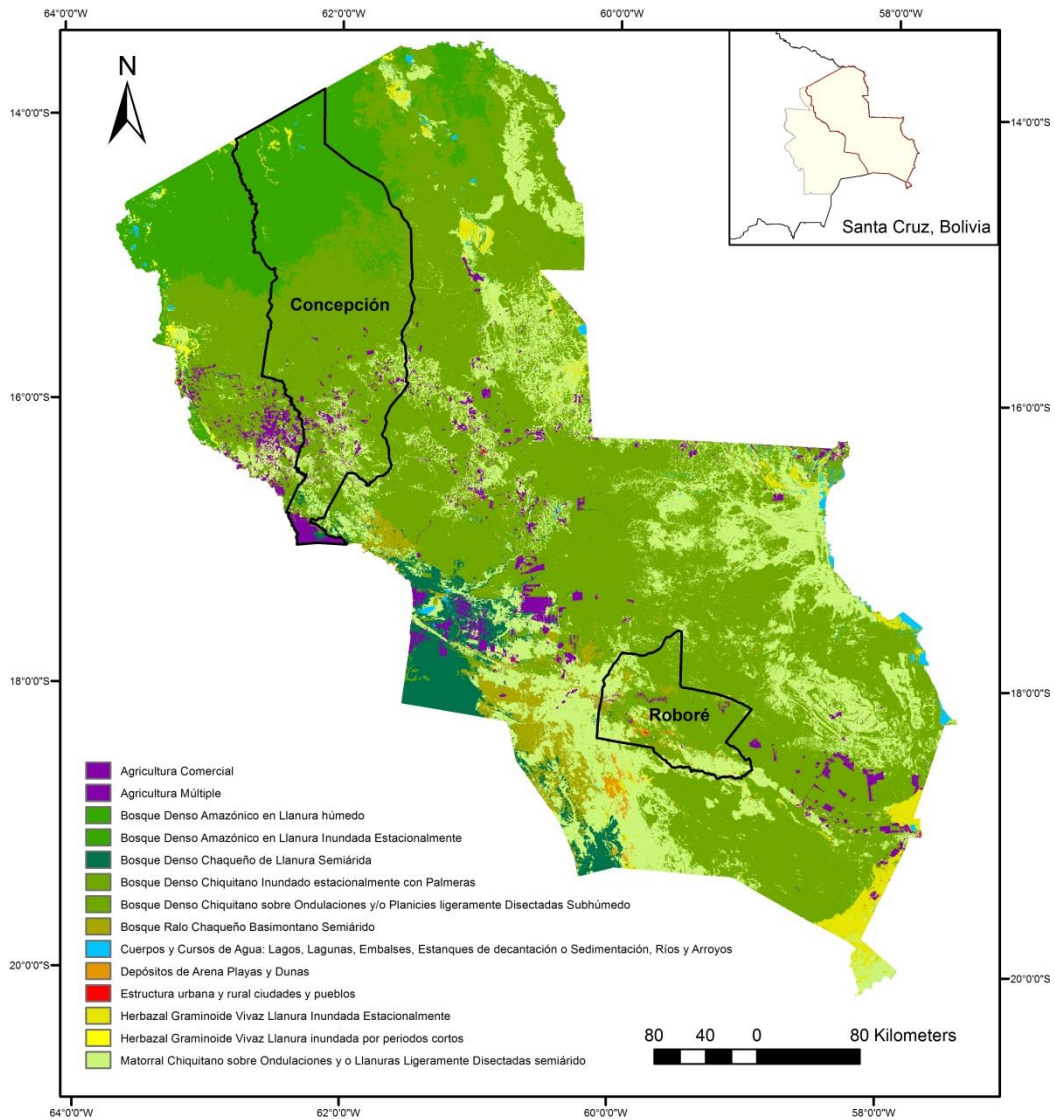 64°0'0"W 62°0'0"W 60°0'0"W 58°0'0"W
N
14°0'0"S
14°0'0"S
Santa Cruz, Bolivia
Concepción
16°0'0"S
16°0'0"S
18°0'0"S
18°0'0"S
Roboré
Agricultura Comercial
Agricultura Múltiple
Bosque Denso Amazónico en Llanura húmedo
Bosque Denso Amazónico en Llanura Inundada Estacionalmente
Bosque Denso Chaqueño de Llanura Semiárida
Bosque Denso Chiquitano Inundado estacionalmente con Palmeras
Bosque Denso Chiquitano sobre Ondulaciones y/o Planicies ligeramente Disectadas Subhúmedo
Bosque Ralo Chaqueño Basimontano Semiárido
Cuerpos y Cursos de Agua: Lagos, Lagunas, Embalses, Estanques de decantación o Sedimentación, Ríos y Arroyos
Depósitos de Arena Playas y Dunas
Estructura urbana y rural ciudades y pueblos
Herbazal Graminoide Vivaz Llanura Inundada Estacionalmente
Herbazal Graminoide Vivaz Llanura inundada por periodos cortos
Matorral Chiquitano sobre Ondulaciones y o Llanuras Ligeramente Disectadas semiárido
20°0'0"S
20°0'0"S
80 40 0 80 Kilometers
64°0'0"W 62°0'0"W 60°0'0"W 58°0'0"W